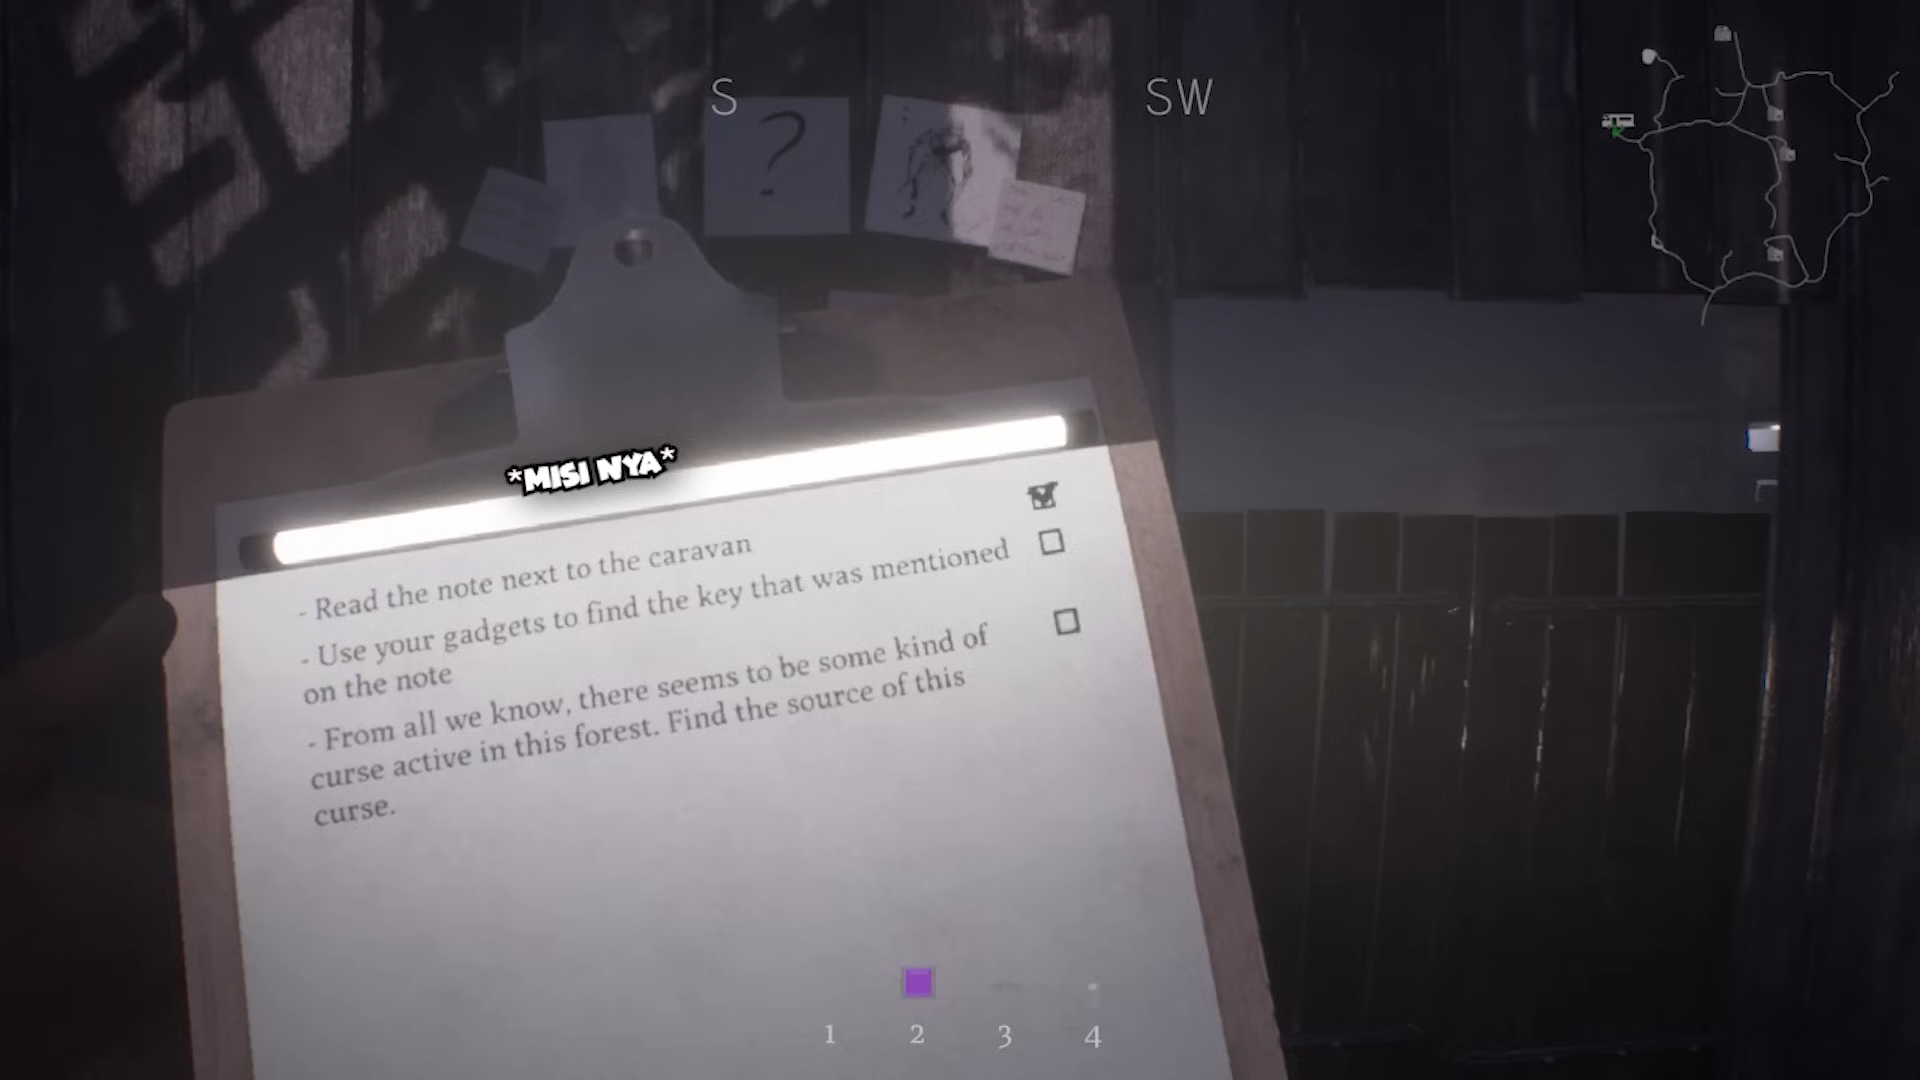 S
SW
?
*MISI NYA*
- Read the note next to the caravan
- Use your gadgets to find the key that was mentioned
on the note
- From all we know, there seems to be some kind of
curse active in this forest. Find the source of this
curse.
1 2 3 4